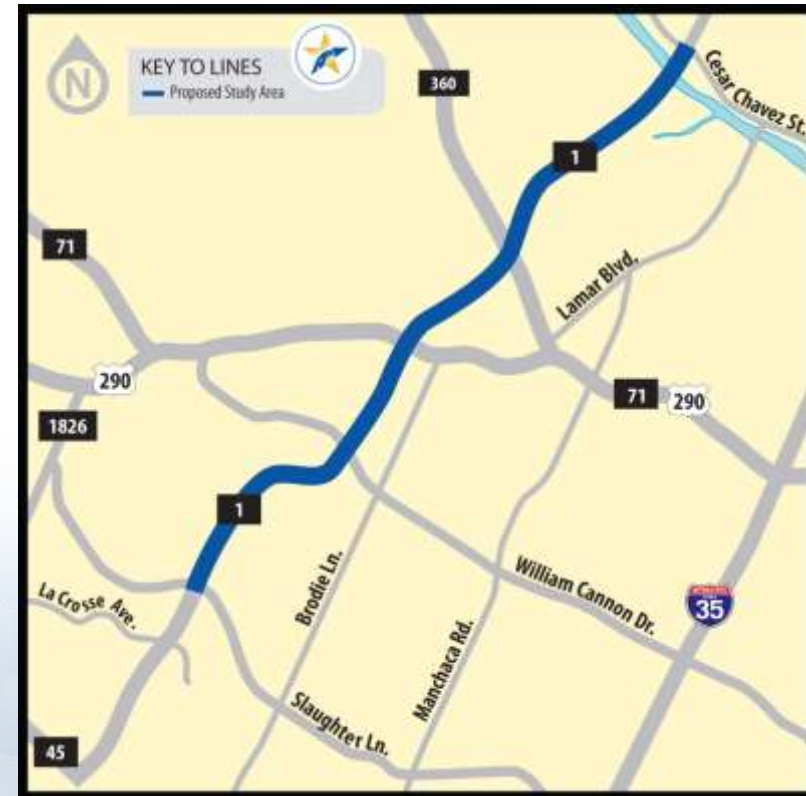 N
KEY TO LINES
Proposed Study Area
360
Cesar Chavez St.
1
71
Lamar Blvd.
290
71
290
1826
1
Brodie Ln.
William Cannon Dr.
35
La Crosse Ave.
Manchaca Rd.
Slaughter Ln.
45